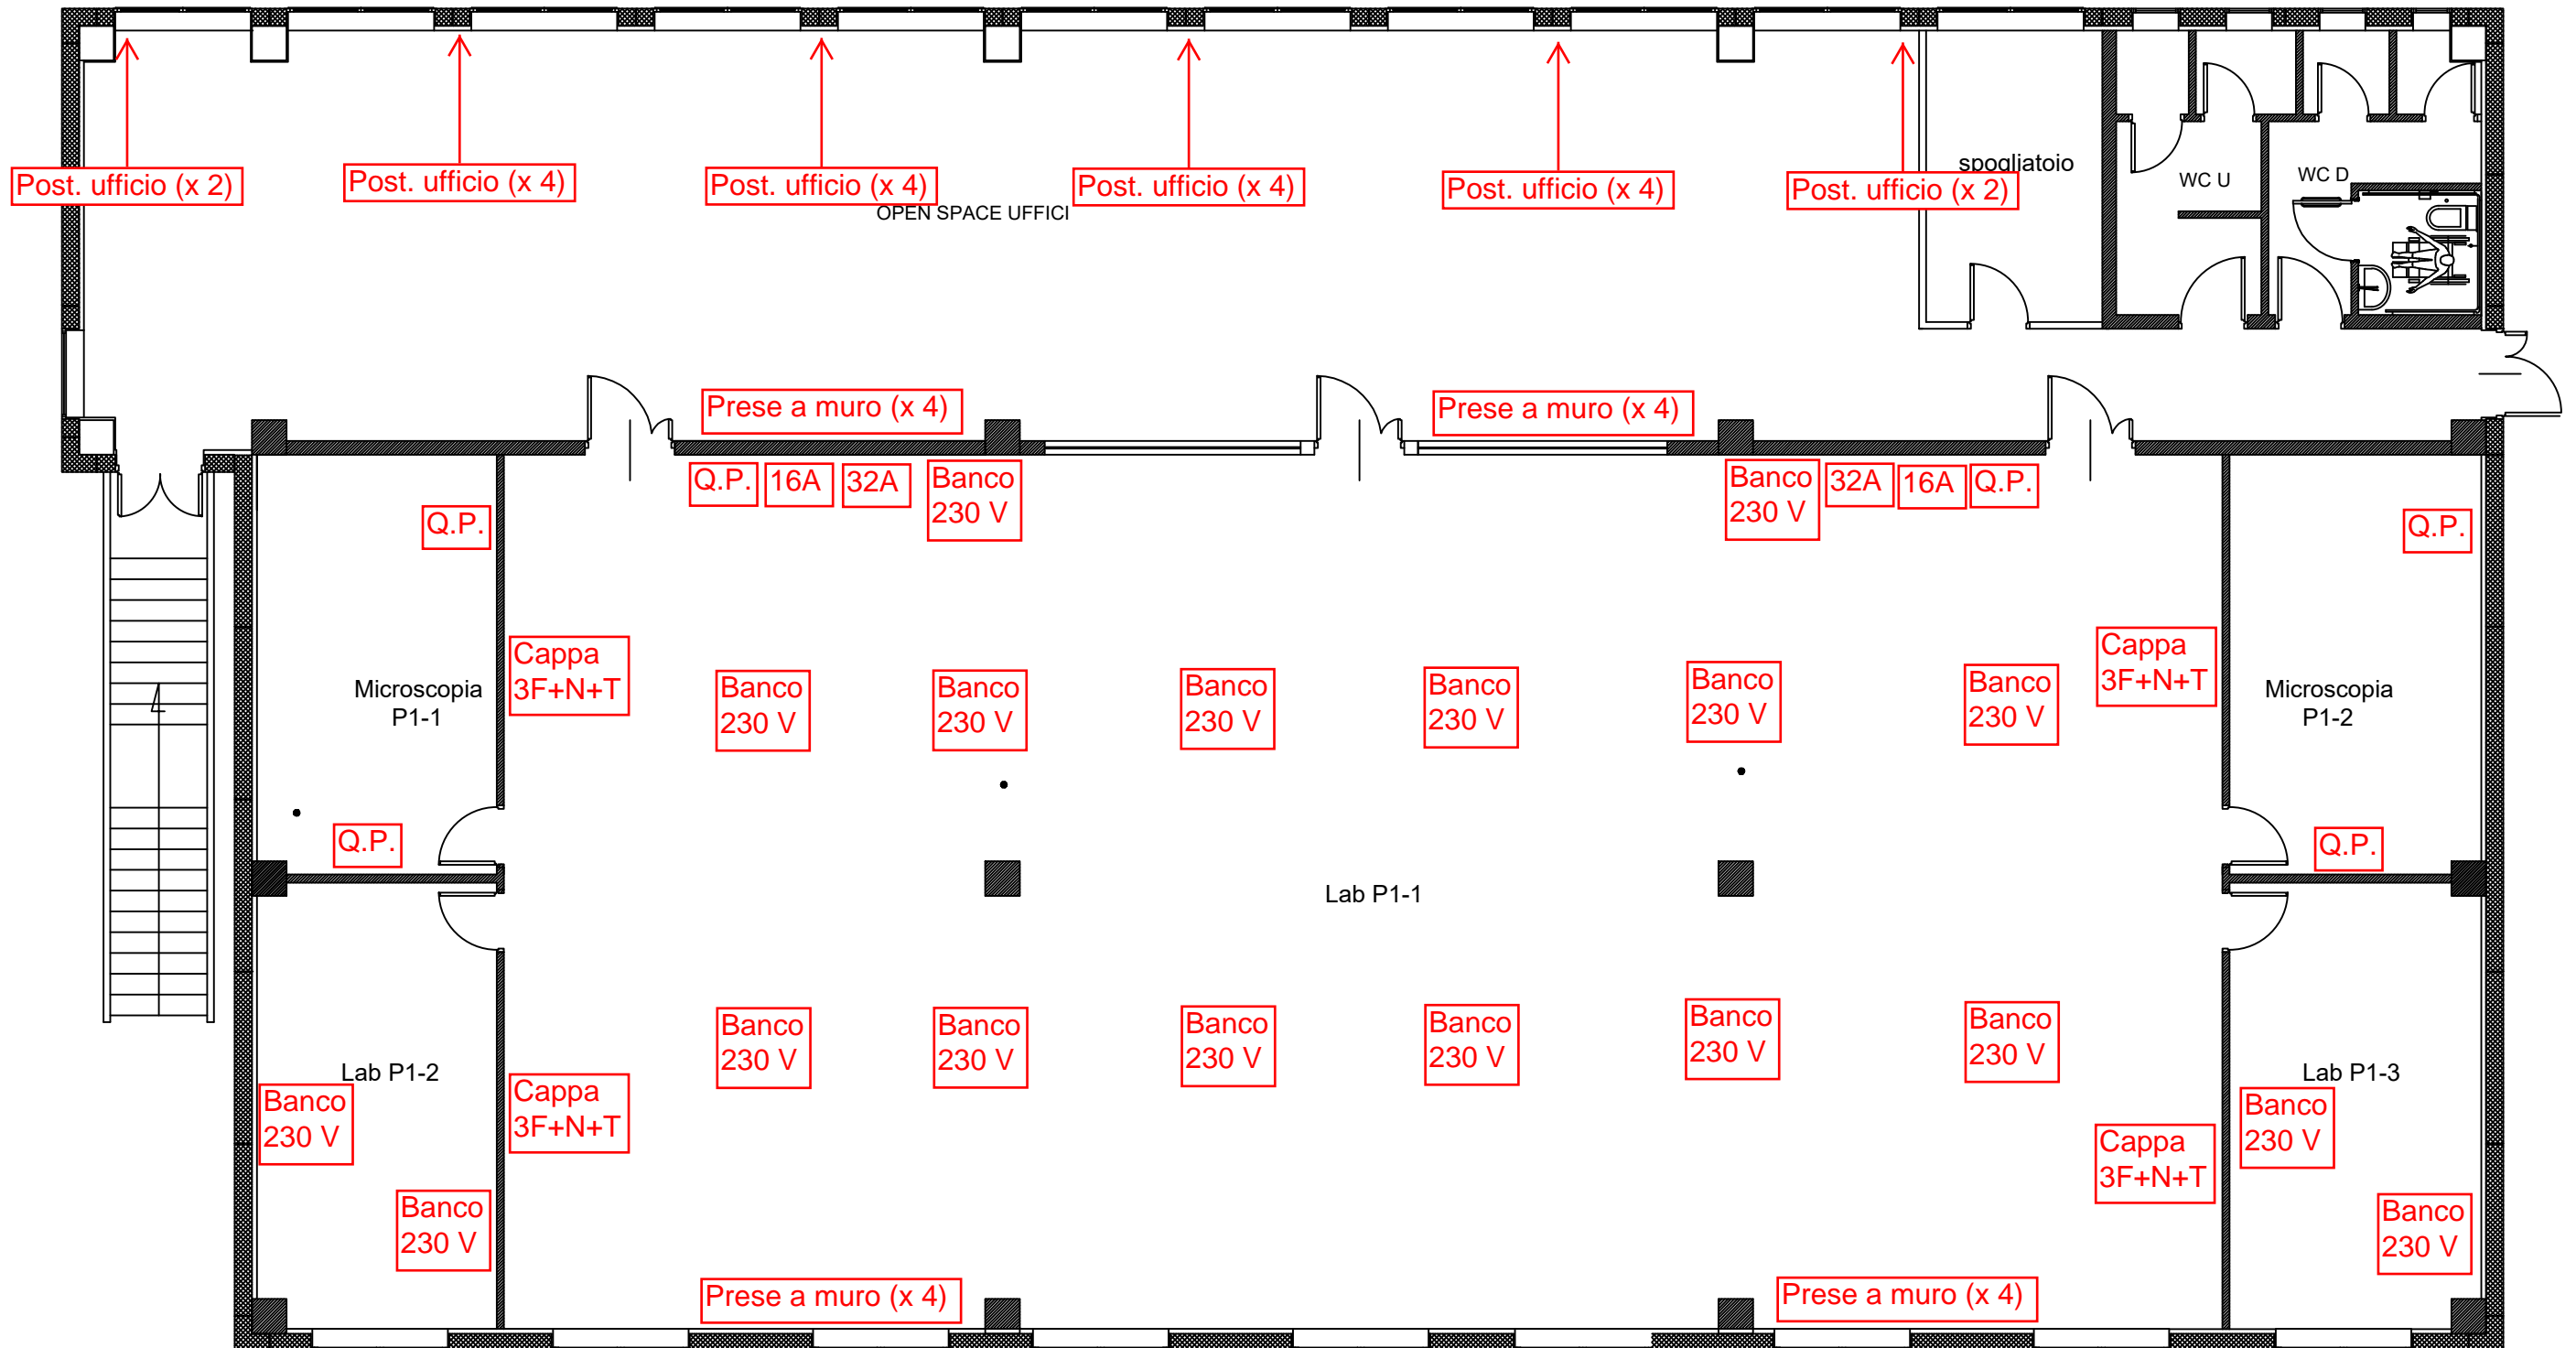 spogliatoio
WC U
WC D
Post. ufficio (x 2)
Post. ufficio (x 4)
Post. ufficio (x 4)
Post. ufficio (x 4)
Post. ufficio (x 4)
Post. ufficio (x 2)
OPEN SPACE UFFICI
Prese a muro (x 4)
Prese a muro (x 4)
Q.P.
16A
32A
Banco
230 V
Banco
230 V
32A
16A
Q.P.
Q.P.
Q.P.
Cappa
3F+N+T
Cappa
3F+N+T
Microscopia
P1-1
Banco
230 V
Banco
230 V
Banco
230 V
Banco
230 V
Banco
230 V
Banco
230 V
Microscopia
P1-2
Q.P.
Q.P.
Lab P1-1
Banco
230 V
Banco
230 V
Banco
230 V
Banco
230 V
Banco
230 V
Banco
230 V
Lab P1-2
Lab P1-3
Banco
230 V
Cappa
3F+N+T
Cappa
3F+N+T
Banco
230 V
Banco
230 V
Banco
230 V
Prese a muro (x 4)
Prese a muro (x 4)